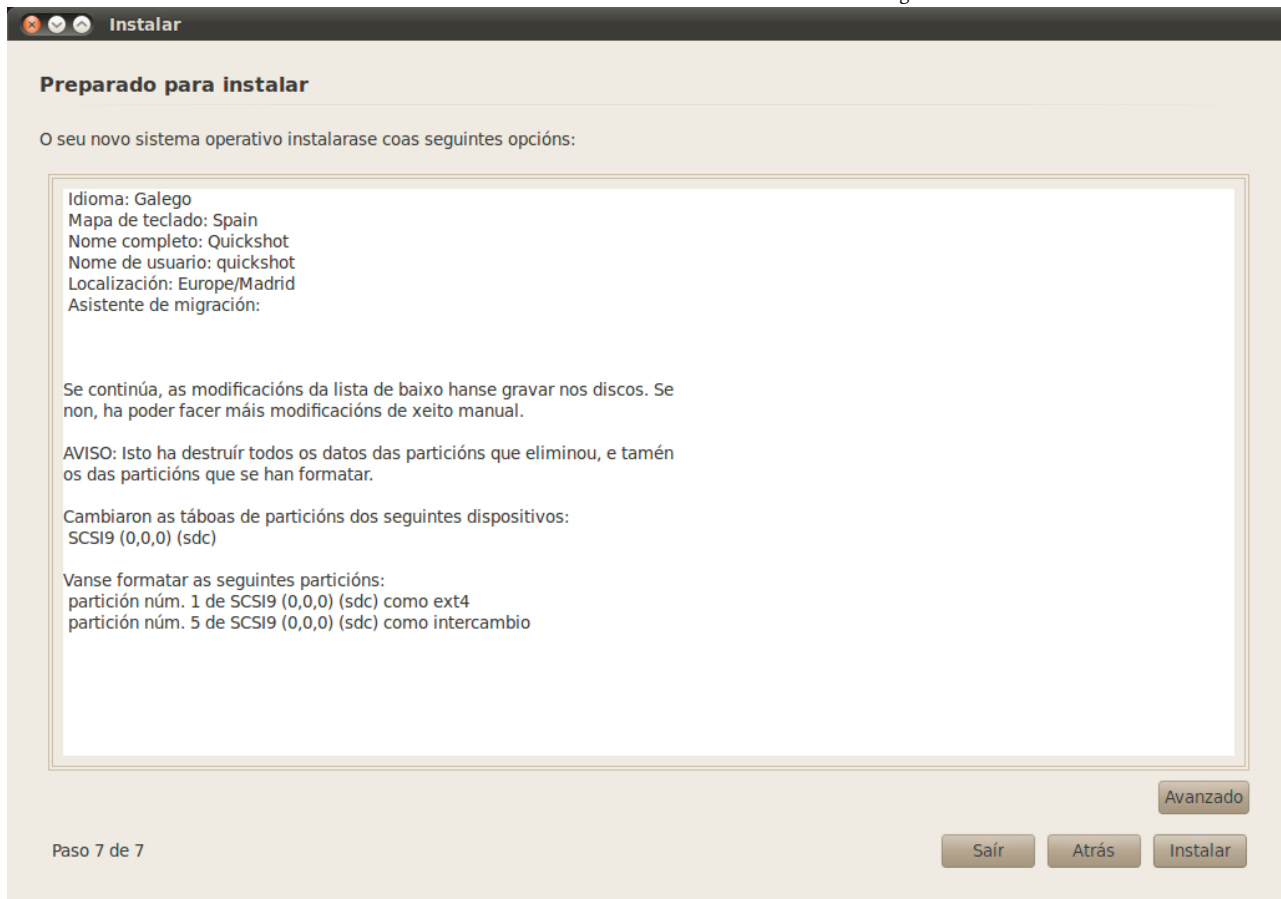 Instalar
Preparado para instalar
O seu novo sistema operativo instalarase coas seguintes opcións:
Idioma: Galego
Mapa de teclado: Spain
Nome completo: Quickshot
Nome de usuario: quickshot
Localización: Europe/Madrid
Asistente de migración:
Se continúa, as modificacións da lista de baixo hanse gravar nos discos. Se
non, ha poder facer máis modificacións de xeito manual.
AVISO: Isto ha destruír todos os datos das particións que eliminou, e tamén
os das particións que se han formatar.
Cambiaron as táboas de particións dos seguintes dispositivos:
SCSI9 (0,0,0) (sdc)
Vanse formatar as seguintes particións:
partición núm. 1 de SCSI9 (0,0,0) (sdc) como ext4
partición núm. 5 de SCSI9 (0,0,0) (sdc) como intercambio
Avanzado
Paso 7 de 7
Saír
Atrás
Instalar